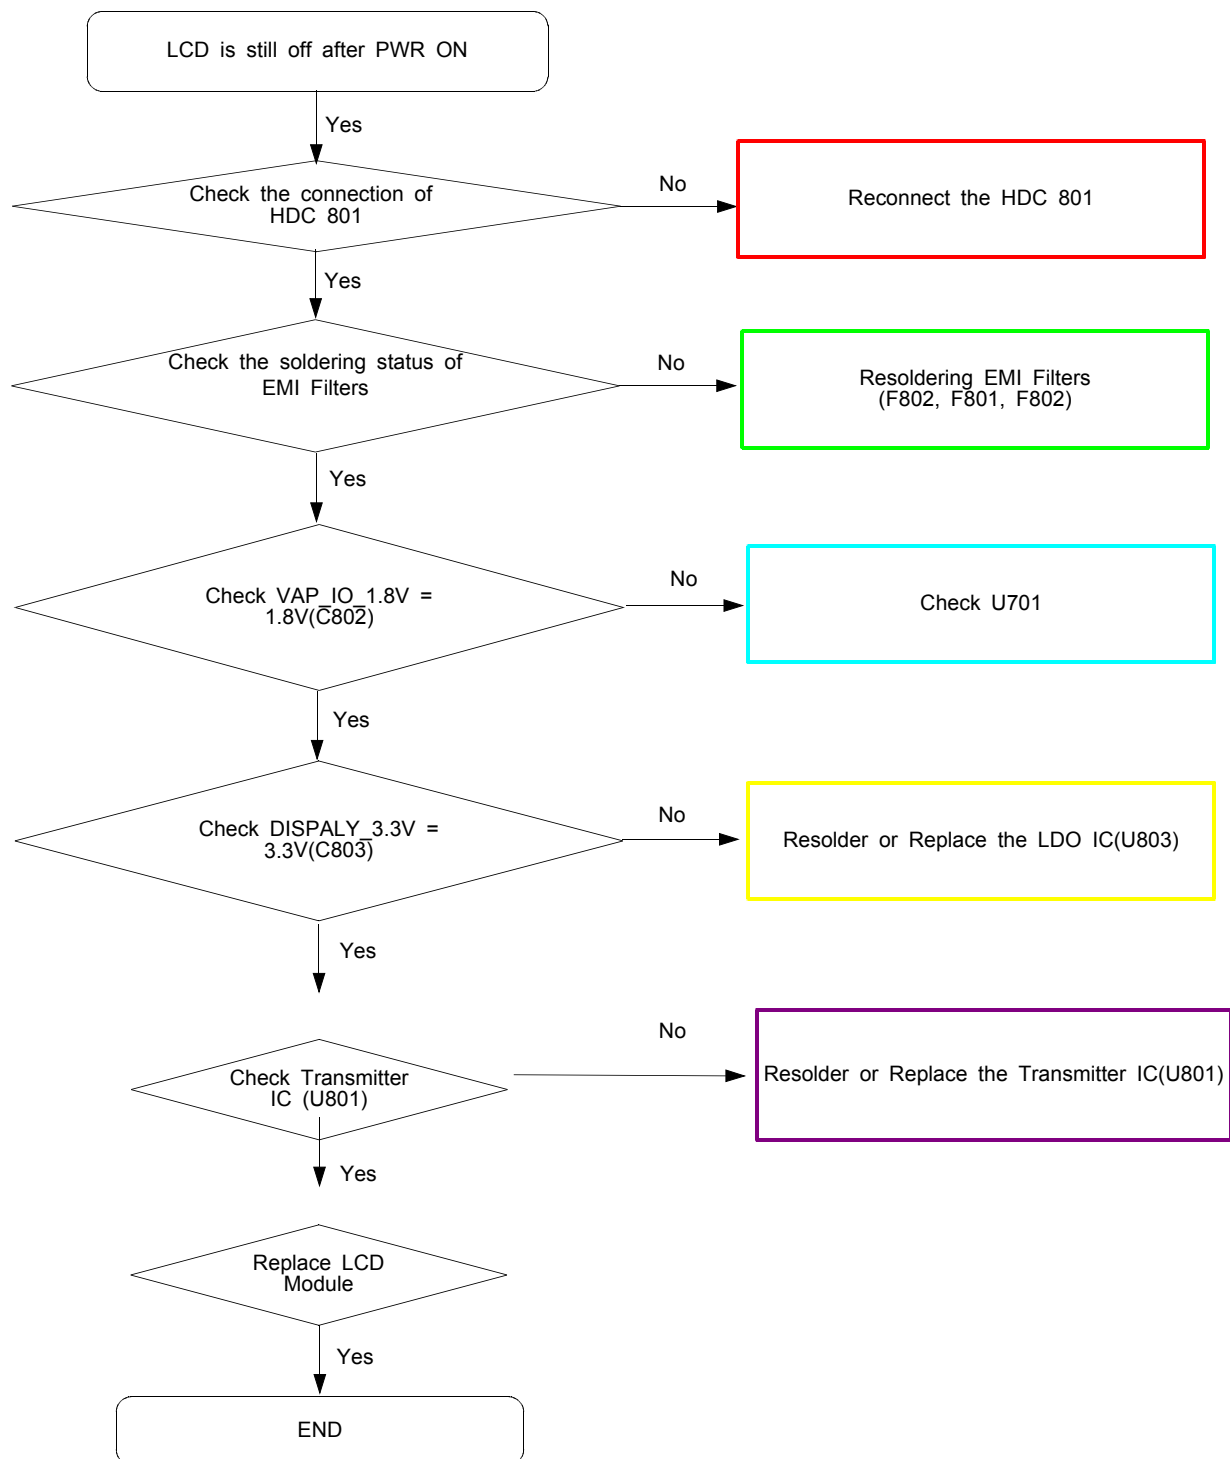 LCD is still off after PWR ON
Yes
Check the connection of
HDC 801
No
Reconnect the HDC 801
Yes
Check the soldering status of
EMI Filters
No
Resoldering EMI Filters
(F802, F801, F802)
Yes
Check VAP_IO_1.8V =
1.8V(C802)
No
Check U701
Yes
Check DISPALY_3.3V =
3.3V(C803)
No
Resolder or Replace the LDO IC(U803)
Yes
Check Transmitter
IC (U801)
No
Resolder or Replace the Transmitter IC(U801)
Yes
Replace LCD
Module
Yes
END